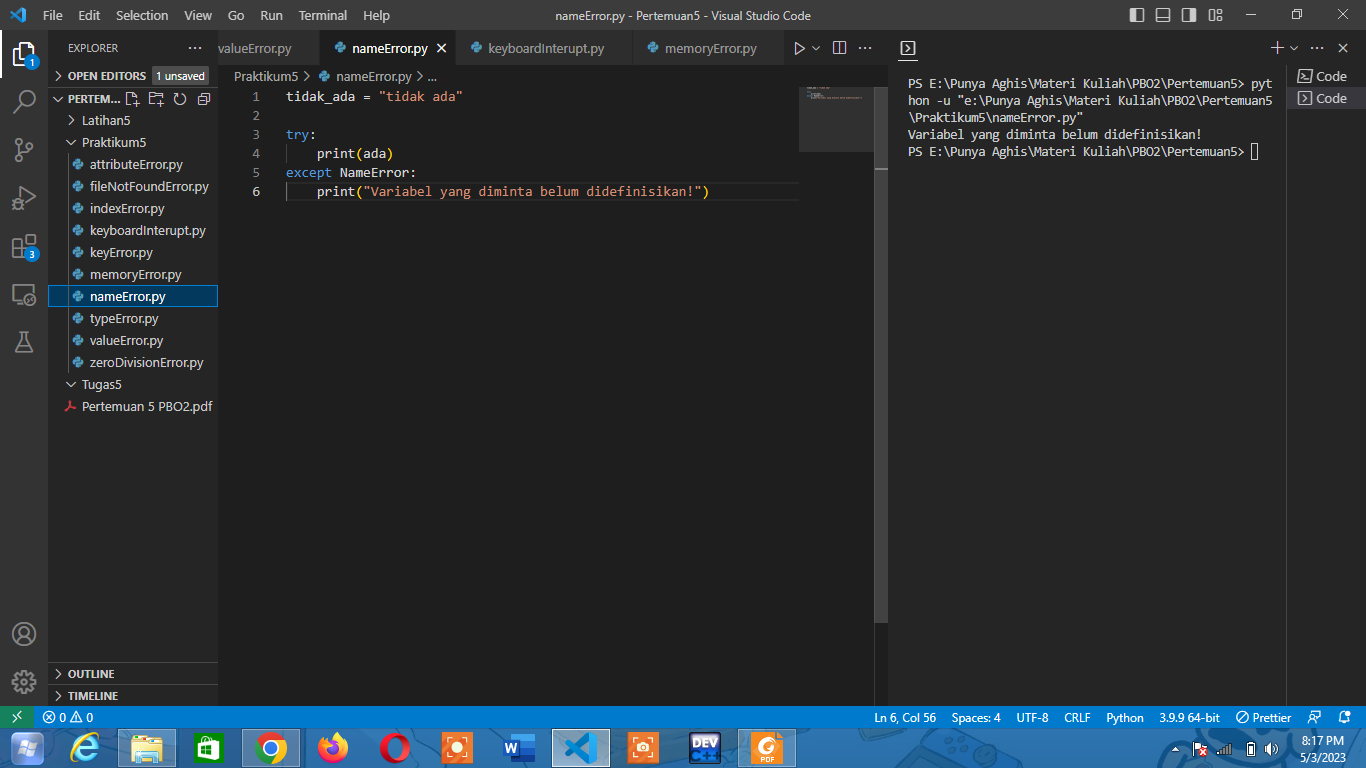 File Edit Selection View Go Run Terminal Help
nameError.py - Pertemuan5 - Visual Studio Code
EXPLORER
OPEN EDITORS 1 unsaved
PERTEM...
Latihan5
Praktikum5
attributeError.py
fileNotFoundError.py
indexError.py
keyboardInterupt.py
keyError.py
memoryError.py
nameError.py
typeError.py
valueError.py
zeroDivisionError.py
Tugas5
Pertemuan 5 PBO2.pdf
OUTLINE
TIMELINE
1
3
valueError.py nameError.py keyboardInterupt.py memoryError.py
Praktikum5 > nameError.py > ...
1 tidak_ada = "tidak ada"
2
3 try:
4 print(ada)
5 except NameError:
6 print("Variabel yang diminta belum didefinisikan!")
PS E:\Punya Aghis\Materi Kuliah\PBO2\Pertemuan5> pyt
hon -u "e:\Punya Aghis\Materi Kuliah\PBO2\Pertemuan5
\Praktikum5\nameError.py"
Variabel yang diminta belum didefinisikan!
PS E:\Punya Aghis\Materi Kuliah\PBO2\Pertemuan5>
Code
Code
0 0
Ln 6, Col 56 Spaces: 4 UTF-8 CRLF Python 3.9.9 64-bit Prettier
W
DEV
C++
PDF
8:17 PM
5/3/2023